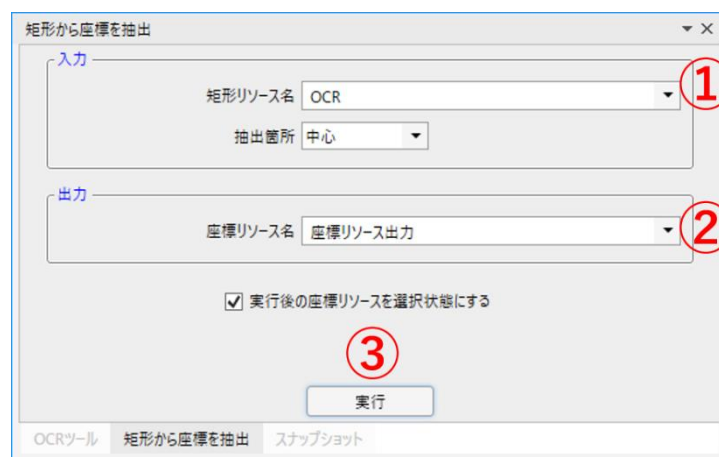 矩形から座標を抽出
入力
矩形リソース名 OCR
①
抽出箇所 中心
出力
座標リソース名 座標リソース出力
②
実行後の座標リソースを選択状態にする
③
実行
OCRツール 矩形から座標を抽出 スナップショット